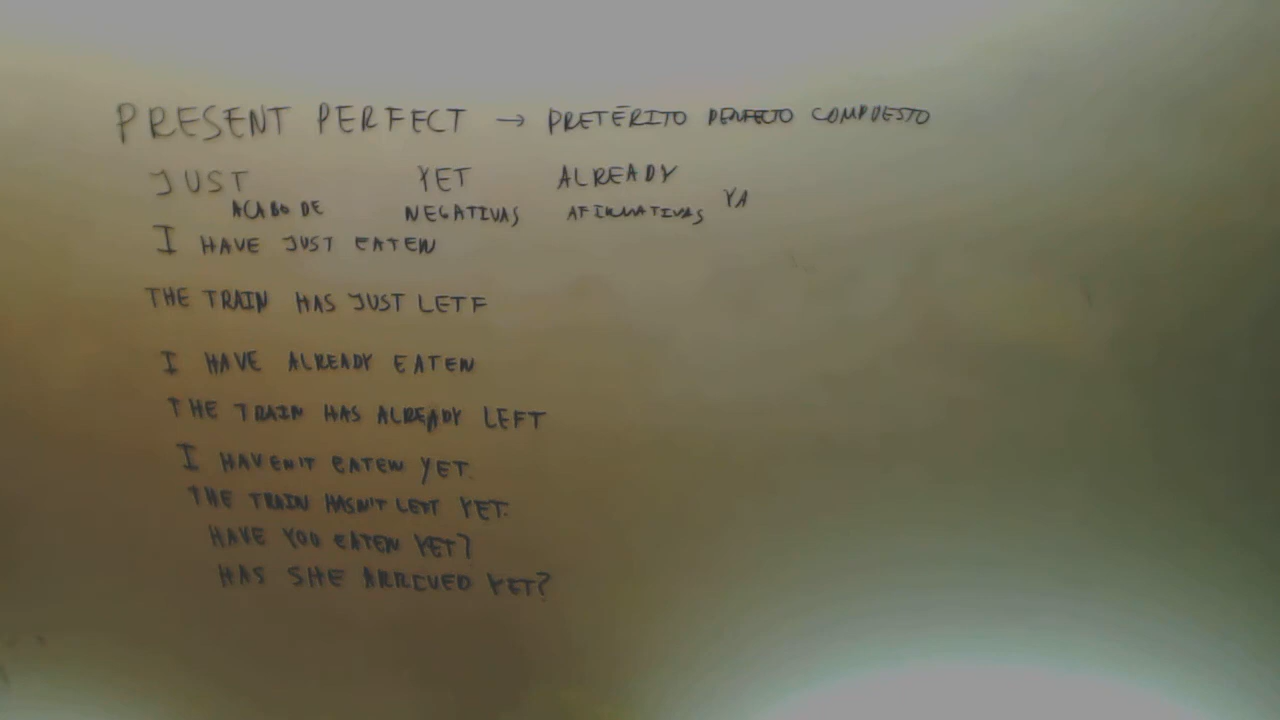 PRESENT PERFECT → PRETÉRITO PERFECTO COMPUESTO
JUST YET ALREADY
ACABO DE NEGATIVAS AFIRMATIVAS YA
I HAVE JUST EATEN
THE TRAIN HAS JUST LETF
I HAVE ALREADY EATEN
THE TRAIN HAS ALREADY LEFT
I HAVEN'T EATEN YET.
THE TRAIN HASN'T LEFT YET.
HAVE YOU EATEN YET?
HAS SHE ARRIVED YET?